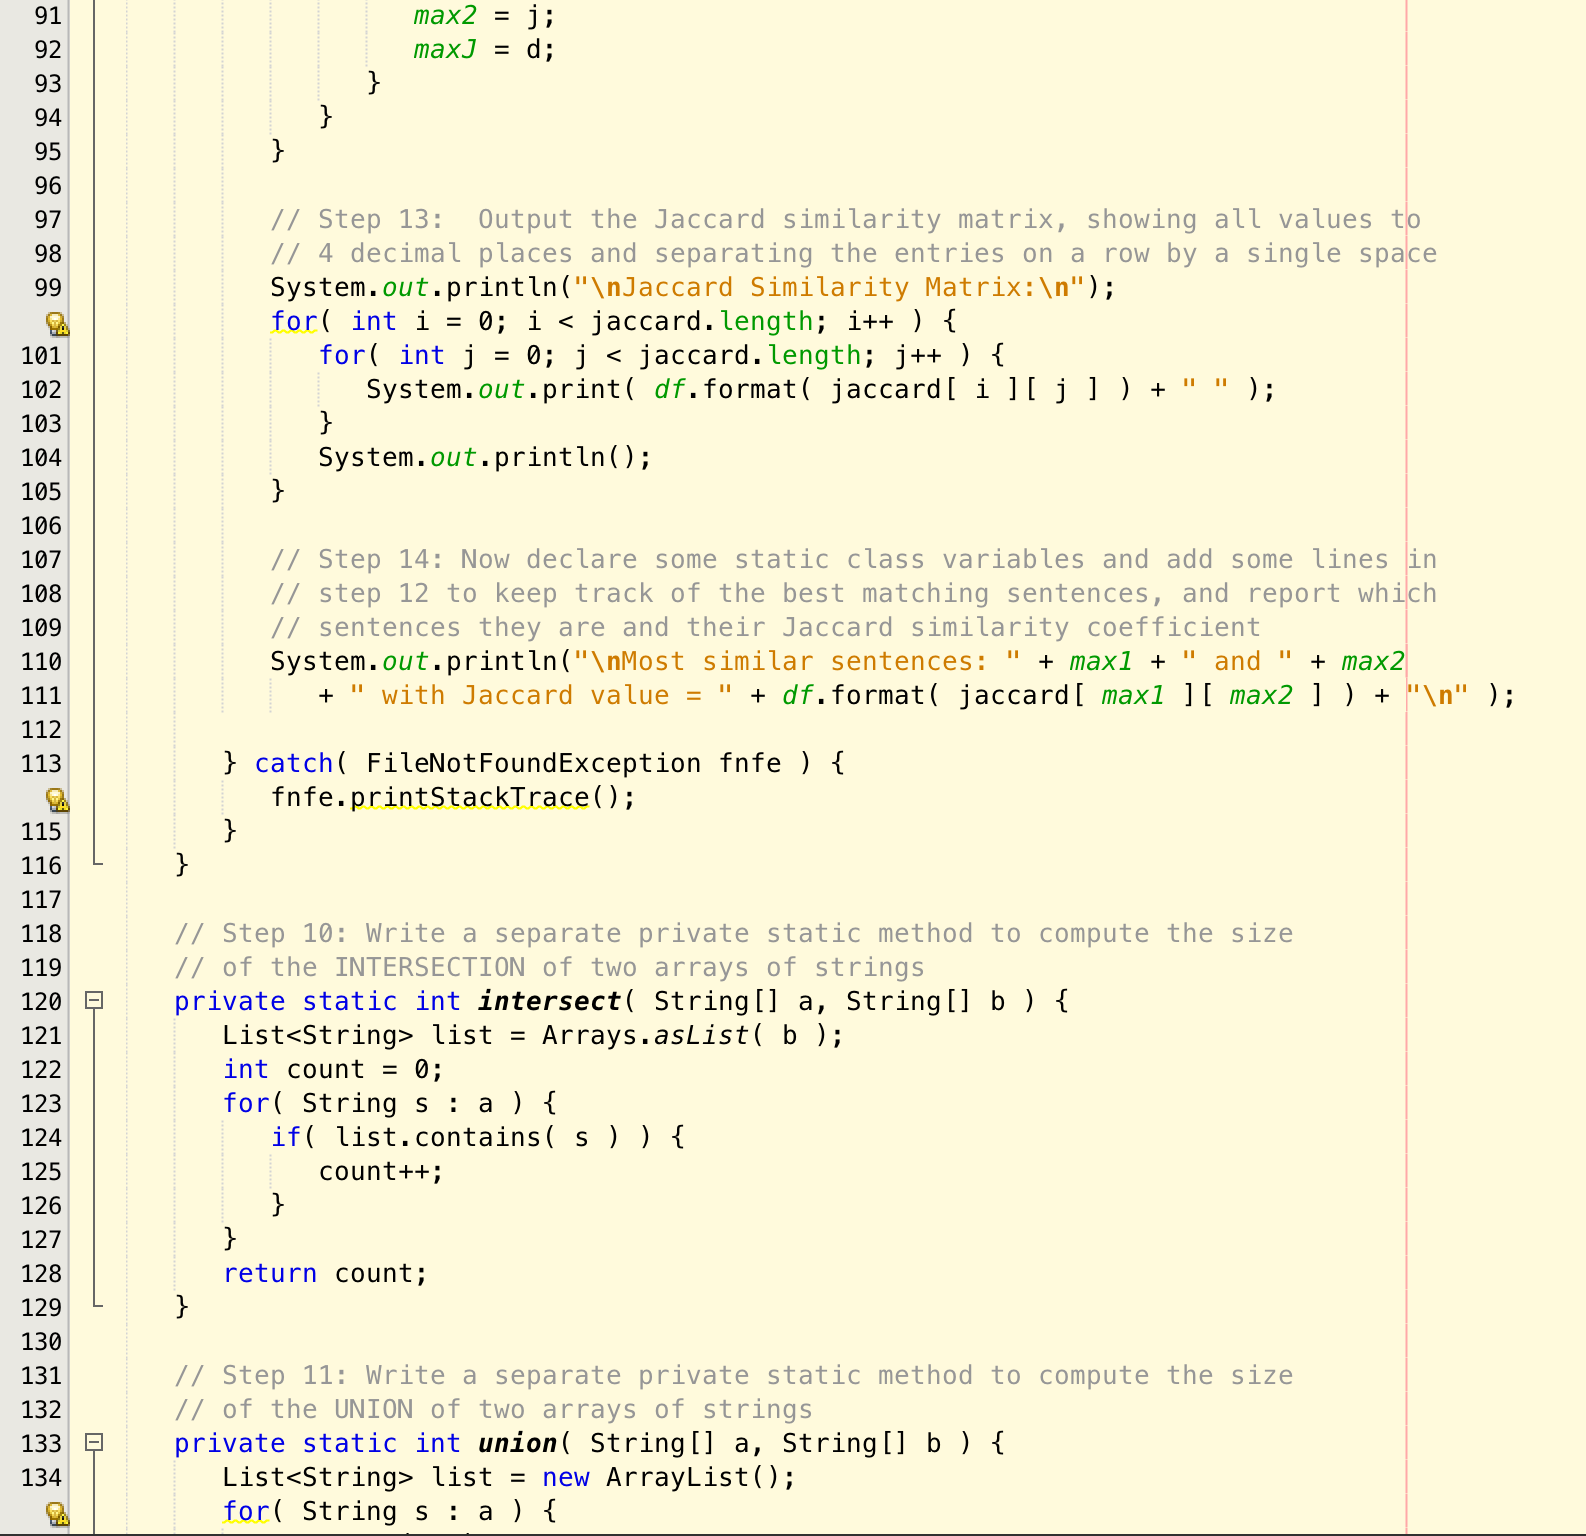 91                      max2 = j;
92                      maxJ = d;
93                   }
94                }
95             }
96
97             // Step 13:  Output the Jaccard similarity matrix, showing all values to
98             // 4 decimal places and separating the entries on a row by a single space
99             System.out.println("\nJaccard Similarity Matrix:\n");
               for( int i = 0; i < jaccard.length; i++ ) {
101               for( int j = 0; j < jaccard.length; j++ ) {
102                  System.out.print( df.format( jaccard[ i ][ j ] ) + " " );
103               }
104               System.out.println();
105            }
106
107            // Step 14: Now declare some static class variables and add some lines in
108            // step 12 to keep track of the best matching sentences, and report which
109            // sentences they are and their Jaccard similarity coefficient
110            System.out.println("\nMost similar sentences: " + max1 + " and " + max2
111               + " with Jaccard value = " + df.format( jaccard[ max1 ][ max2 ] ) + "\n" );
112
113         } catch( FileNotFoundException fnfe ) {
               fnfe.printStackTrace();
115         }
116      }
117
118      // Step 10: Write a separate private static method to compute the size
119      // of the INTERSECTION of two arrays of strings
120      private static int intersect( String[] a, String[] b ) {
121         List<String> list = Arrays.asList( b );
122         int count = 0;
123         for( String s : a ) {
124            if( list.contains( s ) ) {
125               count++;
126            }
127         }
128         return count;
129      }
130
131      // Step 11: Write a separate private static method to compute the size
132      // of the UNION of two arrays of strings
133      private static int union( String[] a, String[] b ) {
134         List<String> list = new ArrayList();
            for( String s : a ) {